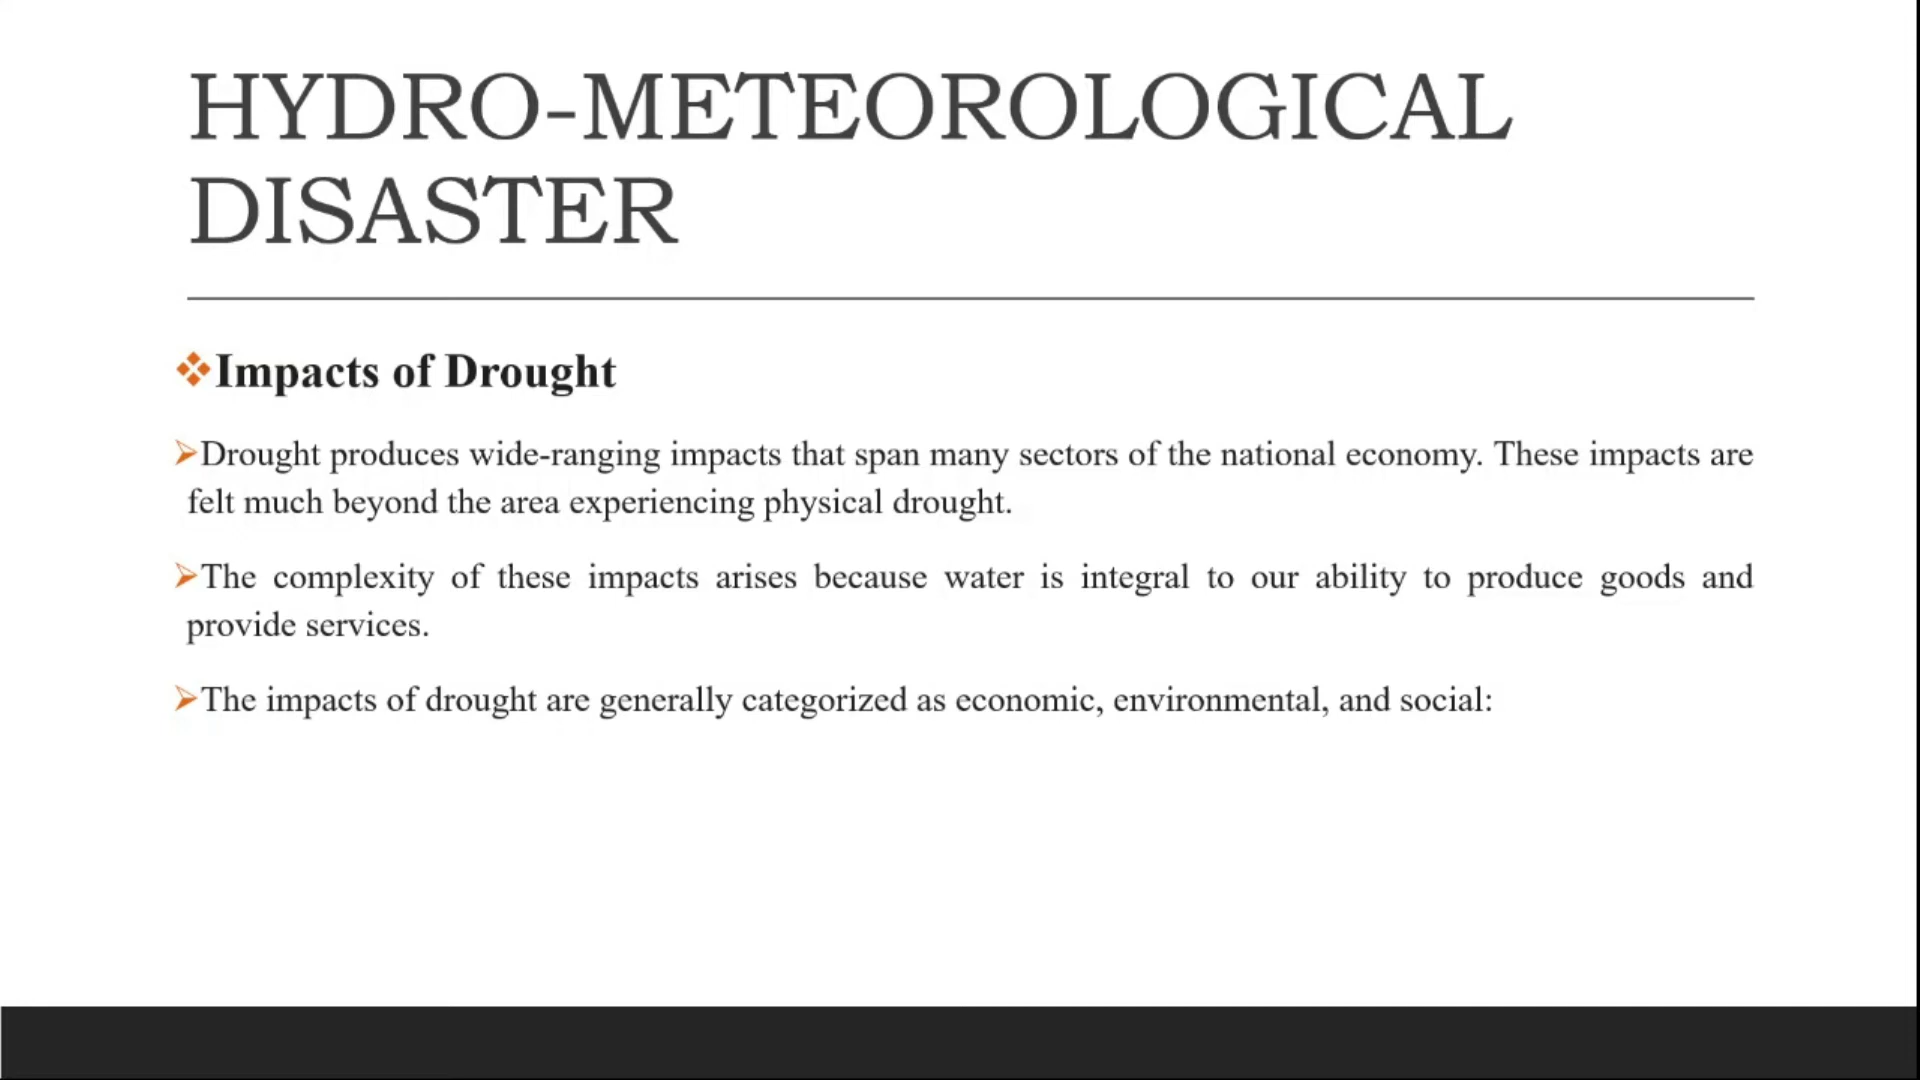 HYDRO-METEOROLOGICAL
DISASTER
❖Impacts of Drought
➢Drought produces wide-ranging impacts that span many sectors of the national economy. These impacts are
felt much beyond the area experiencing physical drought.
➢The complexity of these impacts arises because water is integral to our ability to produce goods and
provide services.
➢The impacts of drought are generally categorized as economic, environmental, and social: